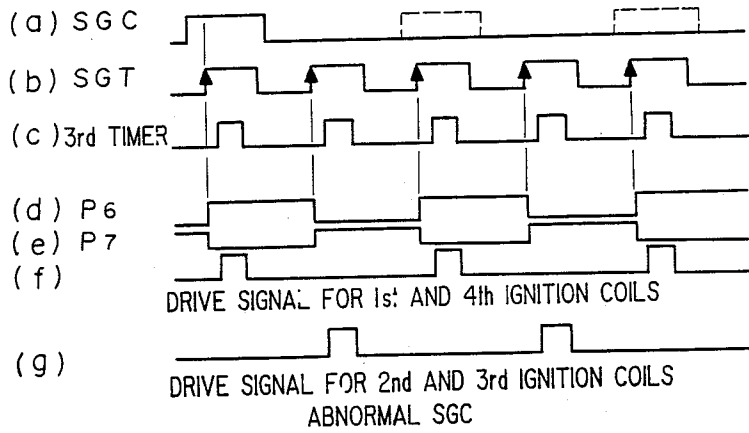 (a) SGC
(b) SGT
(c) 3rd TIMER
(d) P6
(e) P7
(f)
DRIVE SIGNAL FOR 1st AND 4th IGNITION COILS
(g)
DRIVE SIGNAL FOR 2nd AND 3rd IGNITION COILS
ABNORMAL SGC